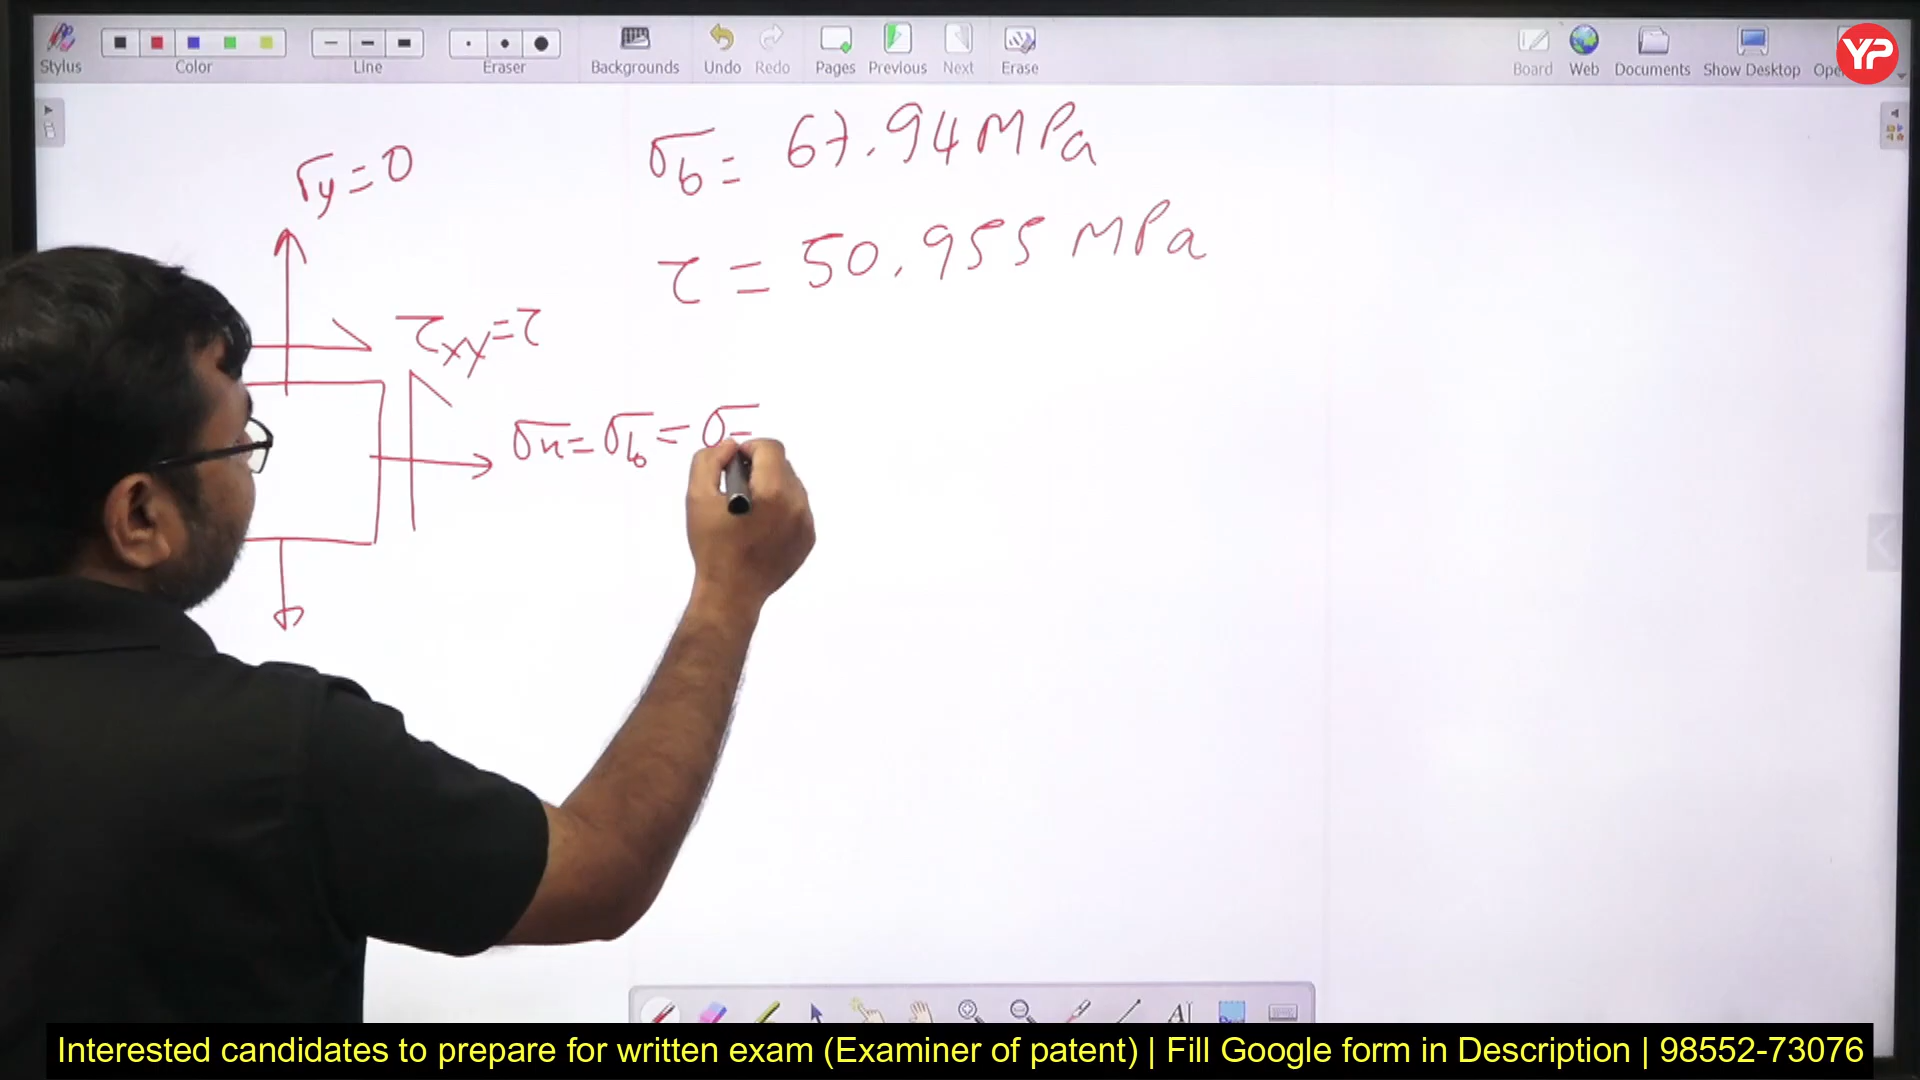 Stylus
Color
Line
Eraser
Backgrounds
Undo
Redo
Pages
Previous
Next
Erase
Board
Web
Documents
Show Desktop
YP
σy = 0
σb = 67.94 MPa
τ = 50.955 MPa
τxy = τ
σx = σb = σ
Interested candidates to prepare for written exam (Examiner of patent) | Fill Google form in Description | 98552-73076